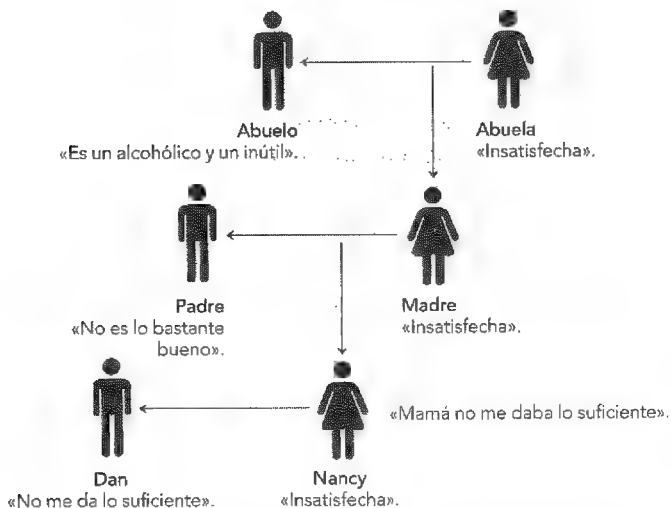 Abuelo
«Es un alcohólico y un inútil».
Abuela
«Insatisfecha».
Padre
«No es lo bastante
bueno».
Madre
«Insatisfecha».
«Mamá no me daba lo suficiente».
Dan
«No me da lo suficiente».
Nancy
«Insatisfecha».